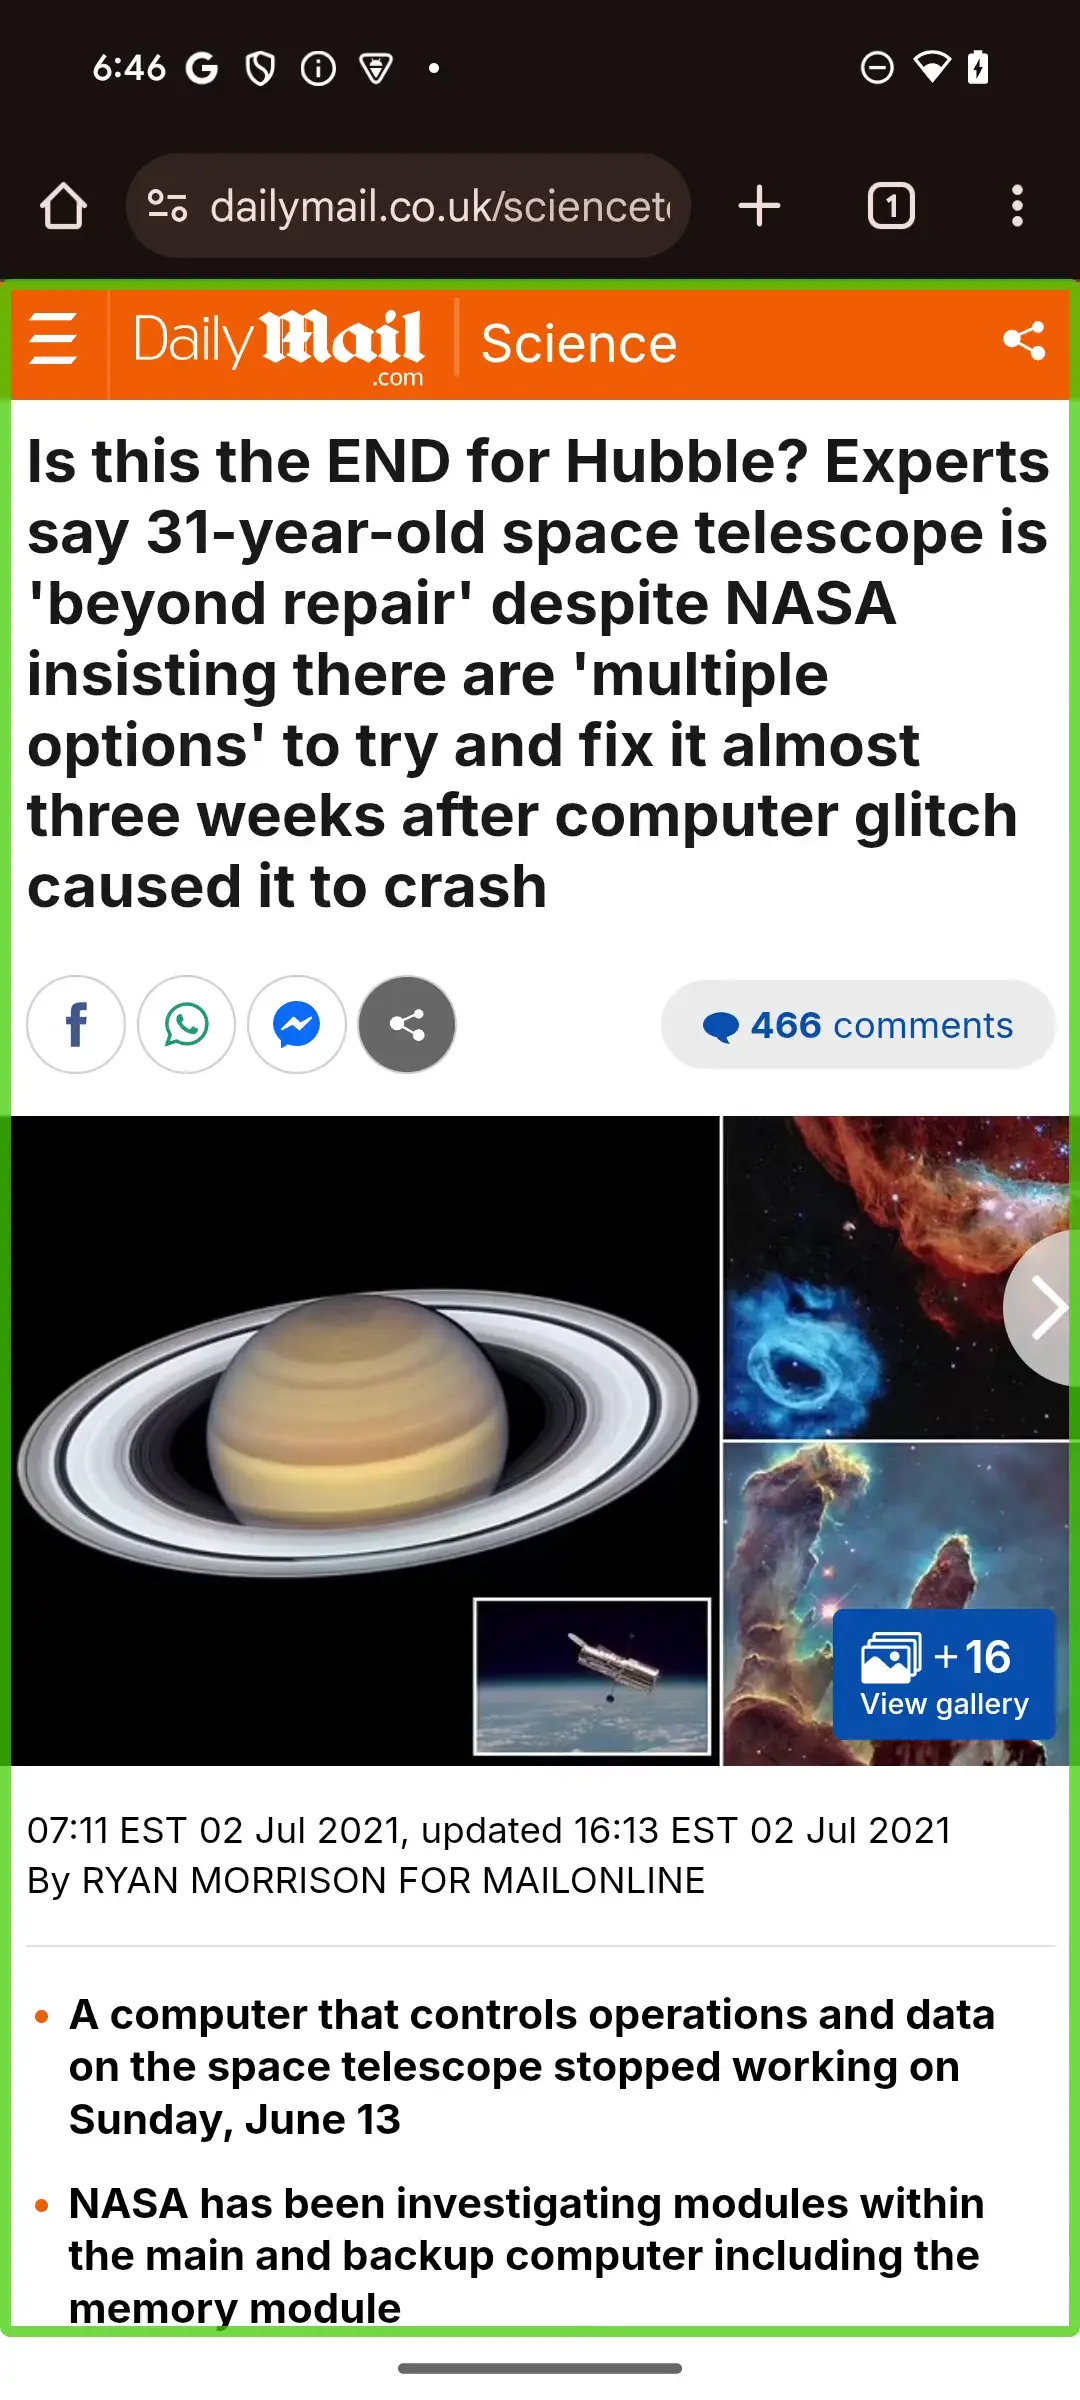 6:46
dailymail.co.uk/sciencet
1
Daily Mail
.com
Science
Is this the END for Hubble? Experts
say 31-year-old space telescope is
'beyond repair' despite NASA
insisting there are 'multiple
options' to try and fix it almost
three weeks after computer glitch
caused it to crash
466 comments
+16
View gallery
07:11 EST 02 Jul 2021, updated 16:13 EST 02 Jul 2021
By RYAN MORRISON FOR MAILONLINE
• A computer that controls operations and data
on the space telescope stopped working on
Sunday, June 13
• NASA has been investigating modules within
the main and backup computer including the
memory module